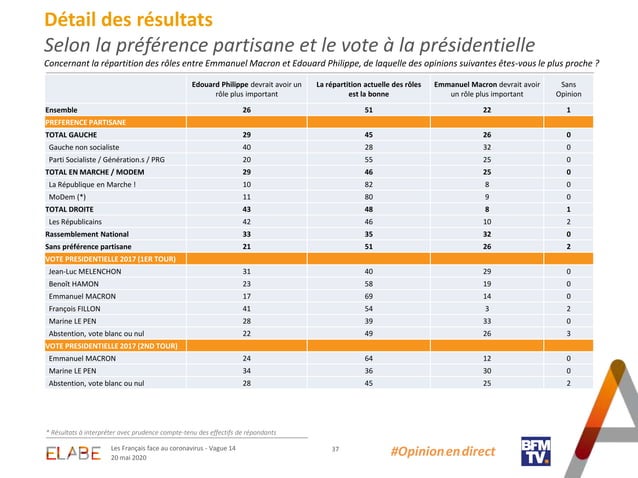 Détail des résultats
Selon la préférence partisane et le vote à la présidentielle
Concernant la répartition des rôles entre Emmanuel Macron et Edouard Philippe, de laquelle des opinions suivantes êtes-vous le plus proche ?
Edouard Philippe devrait avoir un rôle plus important | La répartition actuelle des rôles est la bonne | Emmanuel Macron devrait avoir un rôle plus important | Sans Opinion
Ensemble 26 51 22 1
PREFERENCE PARTISANE
TOTAL GAUCHE 29 45 26 0
Gauche non socialiste 40 28 32 0
Parti Socialiste / Génération.s / PRG 20 55 25 0
TOTAL EN MARCHE / MODEM 29 46 25 0
La République en Marche ! 10 82 8 0
MoDem (*) 11 80 9 0
TOTAL DROITE 43 48 8 1
Les Républicains 42 46 10 2
Rassemblement National 33 35 32 0
Sans préférence partisane 21 51 26 2
VOTE PRESIDENTIELLE 2017 (1ER TOUR)
Jean-Luc MELENCHON 31 40 29 0
Benoît HAMON 23 58 19 0
Emmanuel MACRON 17 69 14 0
François FILLON 41 54 3 2
Marine LE PEN 28 39 33 0
Abstention, vote blanc ou nul 22 49 26 3
VOTE PRESIDENTIELLE 2017 (2ND TOUR)
Emmanuel MACRON 24 64 12 0
Marine LE PEN 34 36 30 0
Abstention, vote blanc ou nul 28 45 25 2
* Résultats à interpréter avec prudence compte-tenu des effectifs de répondants
ELABE
Les Français face au coronavirus - Vague 14
20 mai 2020
37
#Opinionendirect
BFM
TV.